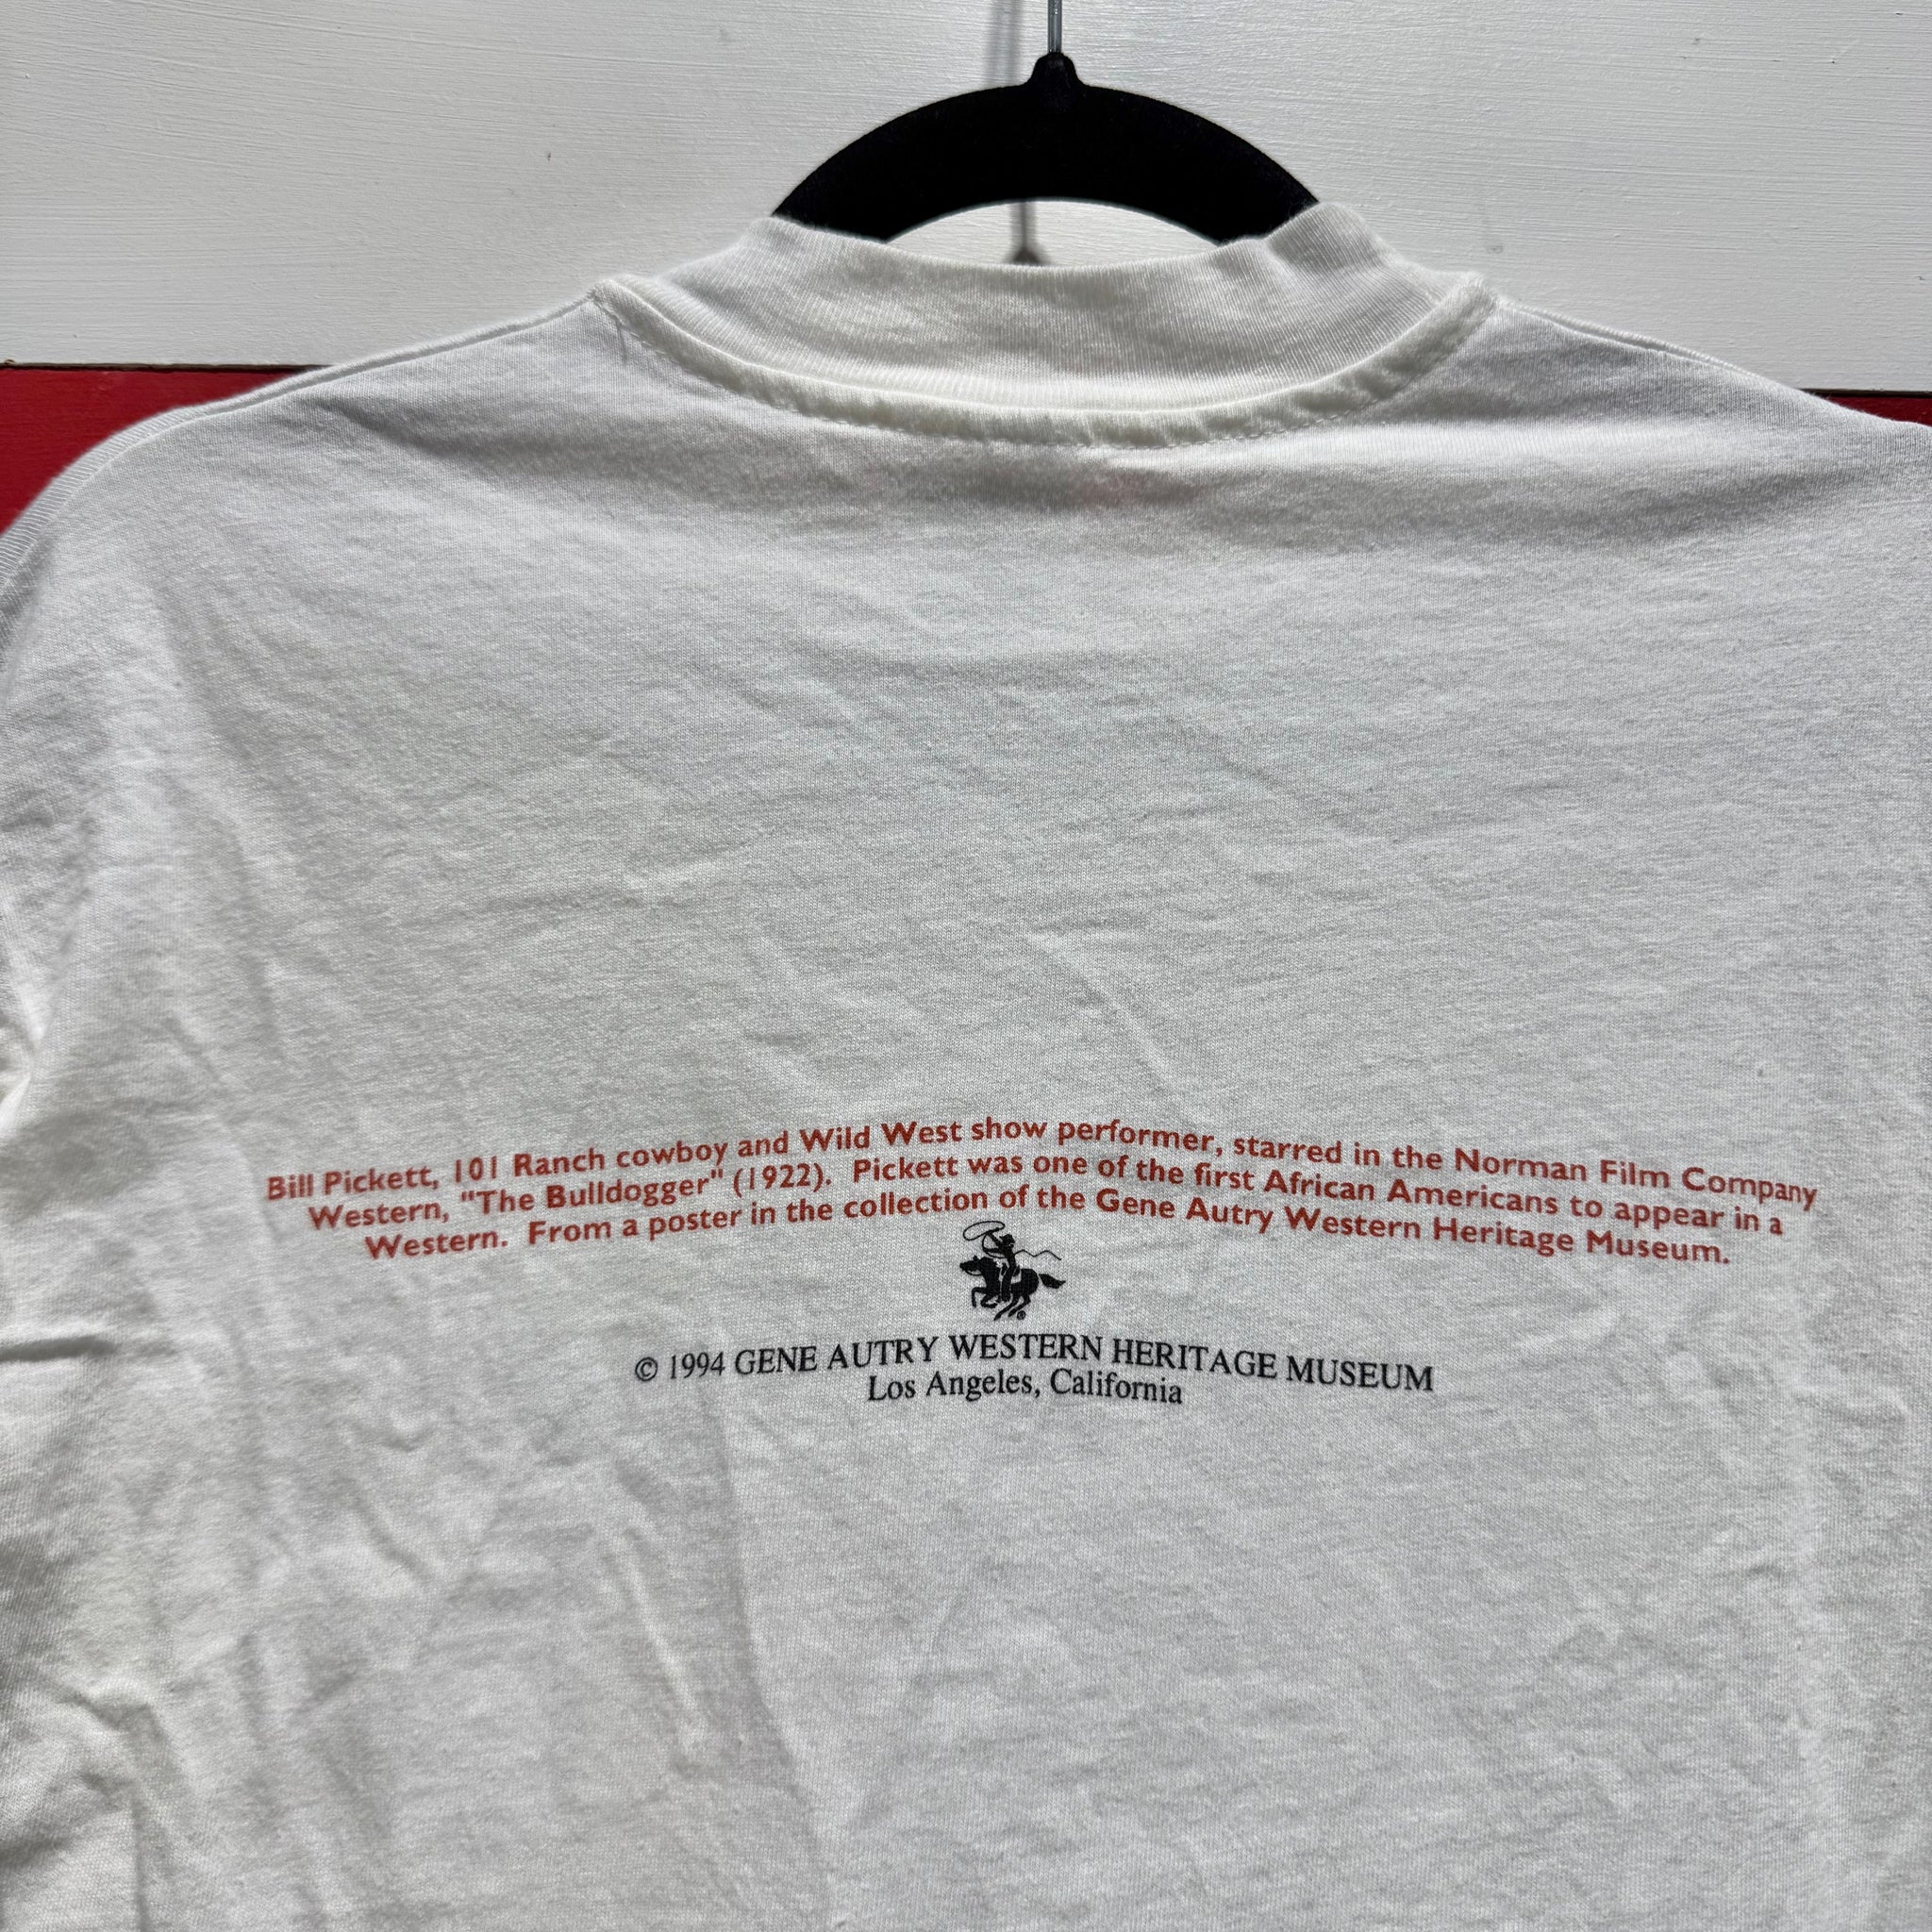 Bill Pickett, 101 Ranch cowboy and Wild West show performer, starred in the Norman Film Company
Western, "The Bulldogger" (1922). Pickett was one of the first African Americans to appear in a
Western. From a poster in the collection of the Gene Autry Western Heritage Museum.
®
© 1994 GENE AUTRY WESTERN HERITAGE MUSEUM
Los Angeles, California